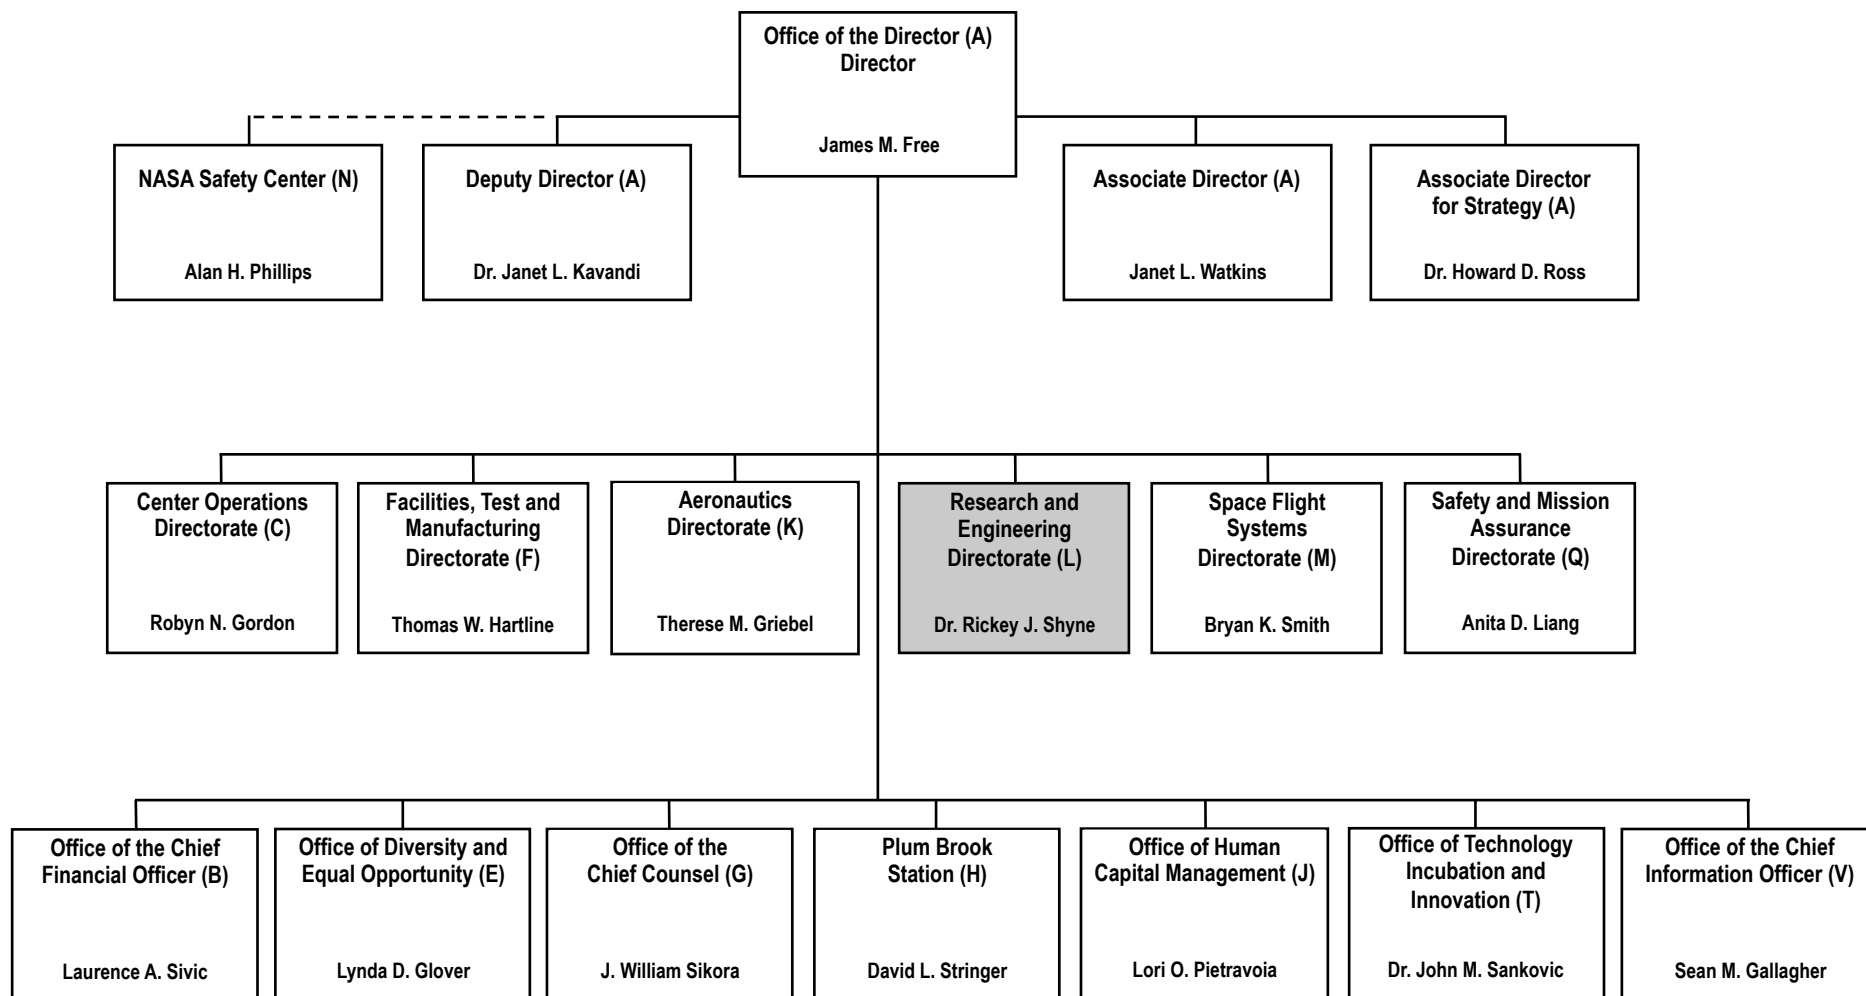 Office of the Director (A)
Director
James M. Free
NASA Safety Center (N)
Alan H. Phillips
Deputy Director (A)
Dr. Janet L. Kavandi
Associate Director (A)
Janet L. Watkins
Associate Director
for Strategy (A)
Dr. Howard D. Ross
Center Operations
Directorate (C)
Robyn N. Gordon
Facilities, Test and
Manufacturing
Directorate (F)
Thomas W. Hartline
Aeronautics
Directorate (K)
Therese M. Griebel
Research and
Engineering
Directorate (L)
Dr. Rickey J. Shyne
Space Flight
Systems
Directorate (M)
Bryan K. Smith
Safety and Mission
Assurance
Directorate (Q)
Anita D. Liang
Office of the Chief
Financial Officer (B)
Laurence A. Sivic
Office of Diversity and
Equal Opportunity (E)
Lynda D. Glover
Office of the
Chief Counsel (G)
J. William Sikora
Plum Brook
Station (H)
David L. Stringer
Office of Human
Capital Management (J)
Lori O. Pietravoia
Office of Technology
Incubation and
Innovation (T)
Dr. John M. Sankovic
Office of the Chief
Information Officer (V)
Sean M. Gallagher